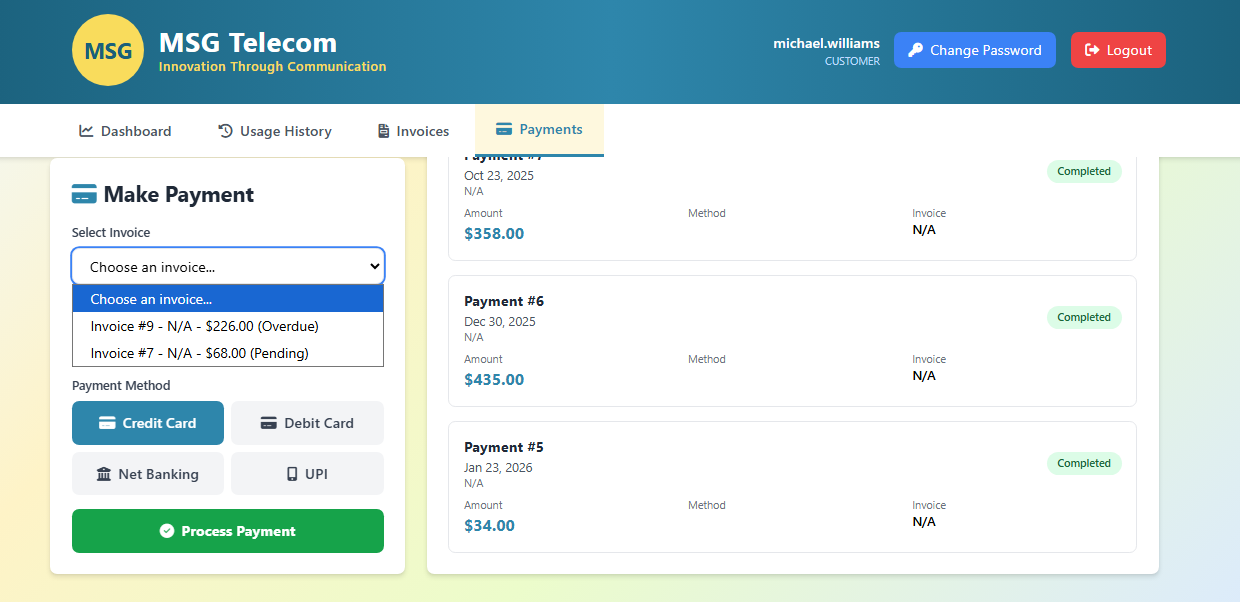 MSG
MSG Telecom
Innovation Through Communication
michael.williams
CUSTOMER
Change Password
Logout
Dashboard
Usage History
Invoices
Payments
Make Payment
Select Invoice
Choose an invoice...
Choose an invoice...
Invoice #9 - N/A - $226.00 (Overdue)
Invoice #7 - N/A - $68.00 (Pending)
Payment Method
Credit Card
Debit Card
Net Banking
UPI
Process Payment
Payment #7
Oct 23, 2025
N/A
Completed
Amount
Method
Invoice
$358.00
N/A
Payment #6
Dec 30, 2025
N/A
Completed
Amount
Method
Invoice
$435.00
N/A
Payment #5
Jan 23, 2026
N/A
Completed
Amount
Method
Invoice
$34.00
N/A